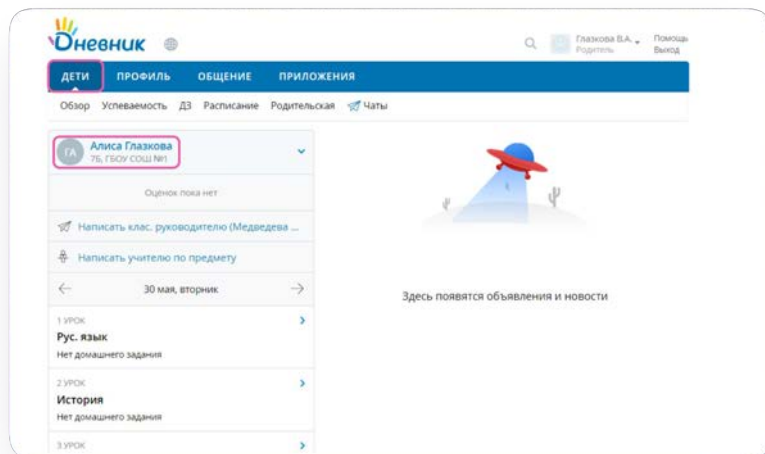 Дневник
Глазкова В.А.
Родитель
Помощь
Выход
ДЕТИ ПРОФИЛЬ ОБЩЕНИЕ ПРИЛОЖЕНИЯ
Обзор Успеваемость ДЗ Расписание Родительская Чаты
ГА
Алиса Глазкова
7Б, ГБОУ СОШ №1
Оценок пока нет
Написать клас. руководителю (Медведева ...
Написать учителю по предмету
30 мая, вторник
Здесь появятся объявления и новости
1 УРОК
Рус. язык
Нет домашнего задания
2 УРОК
История
Нет домашнего задания
3 УРОК